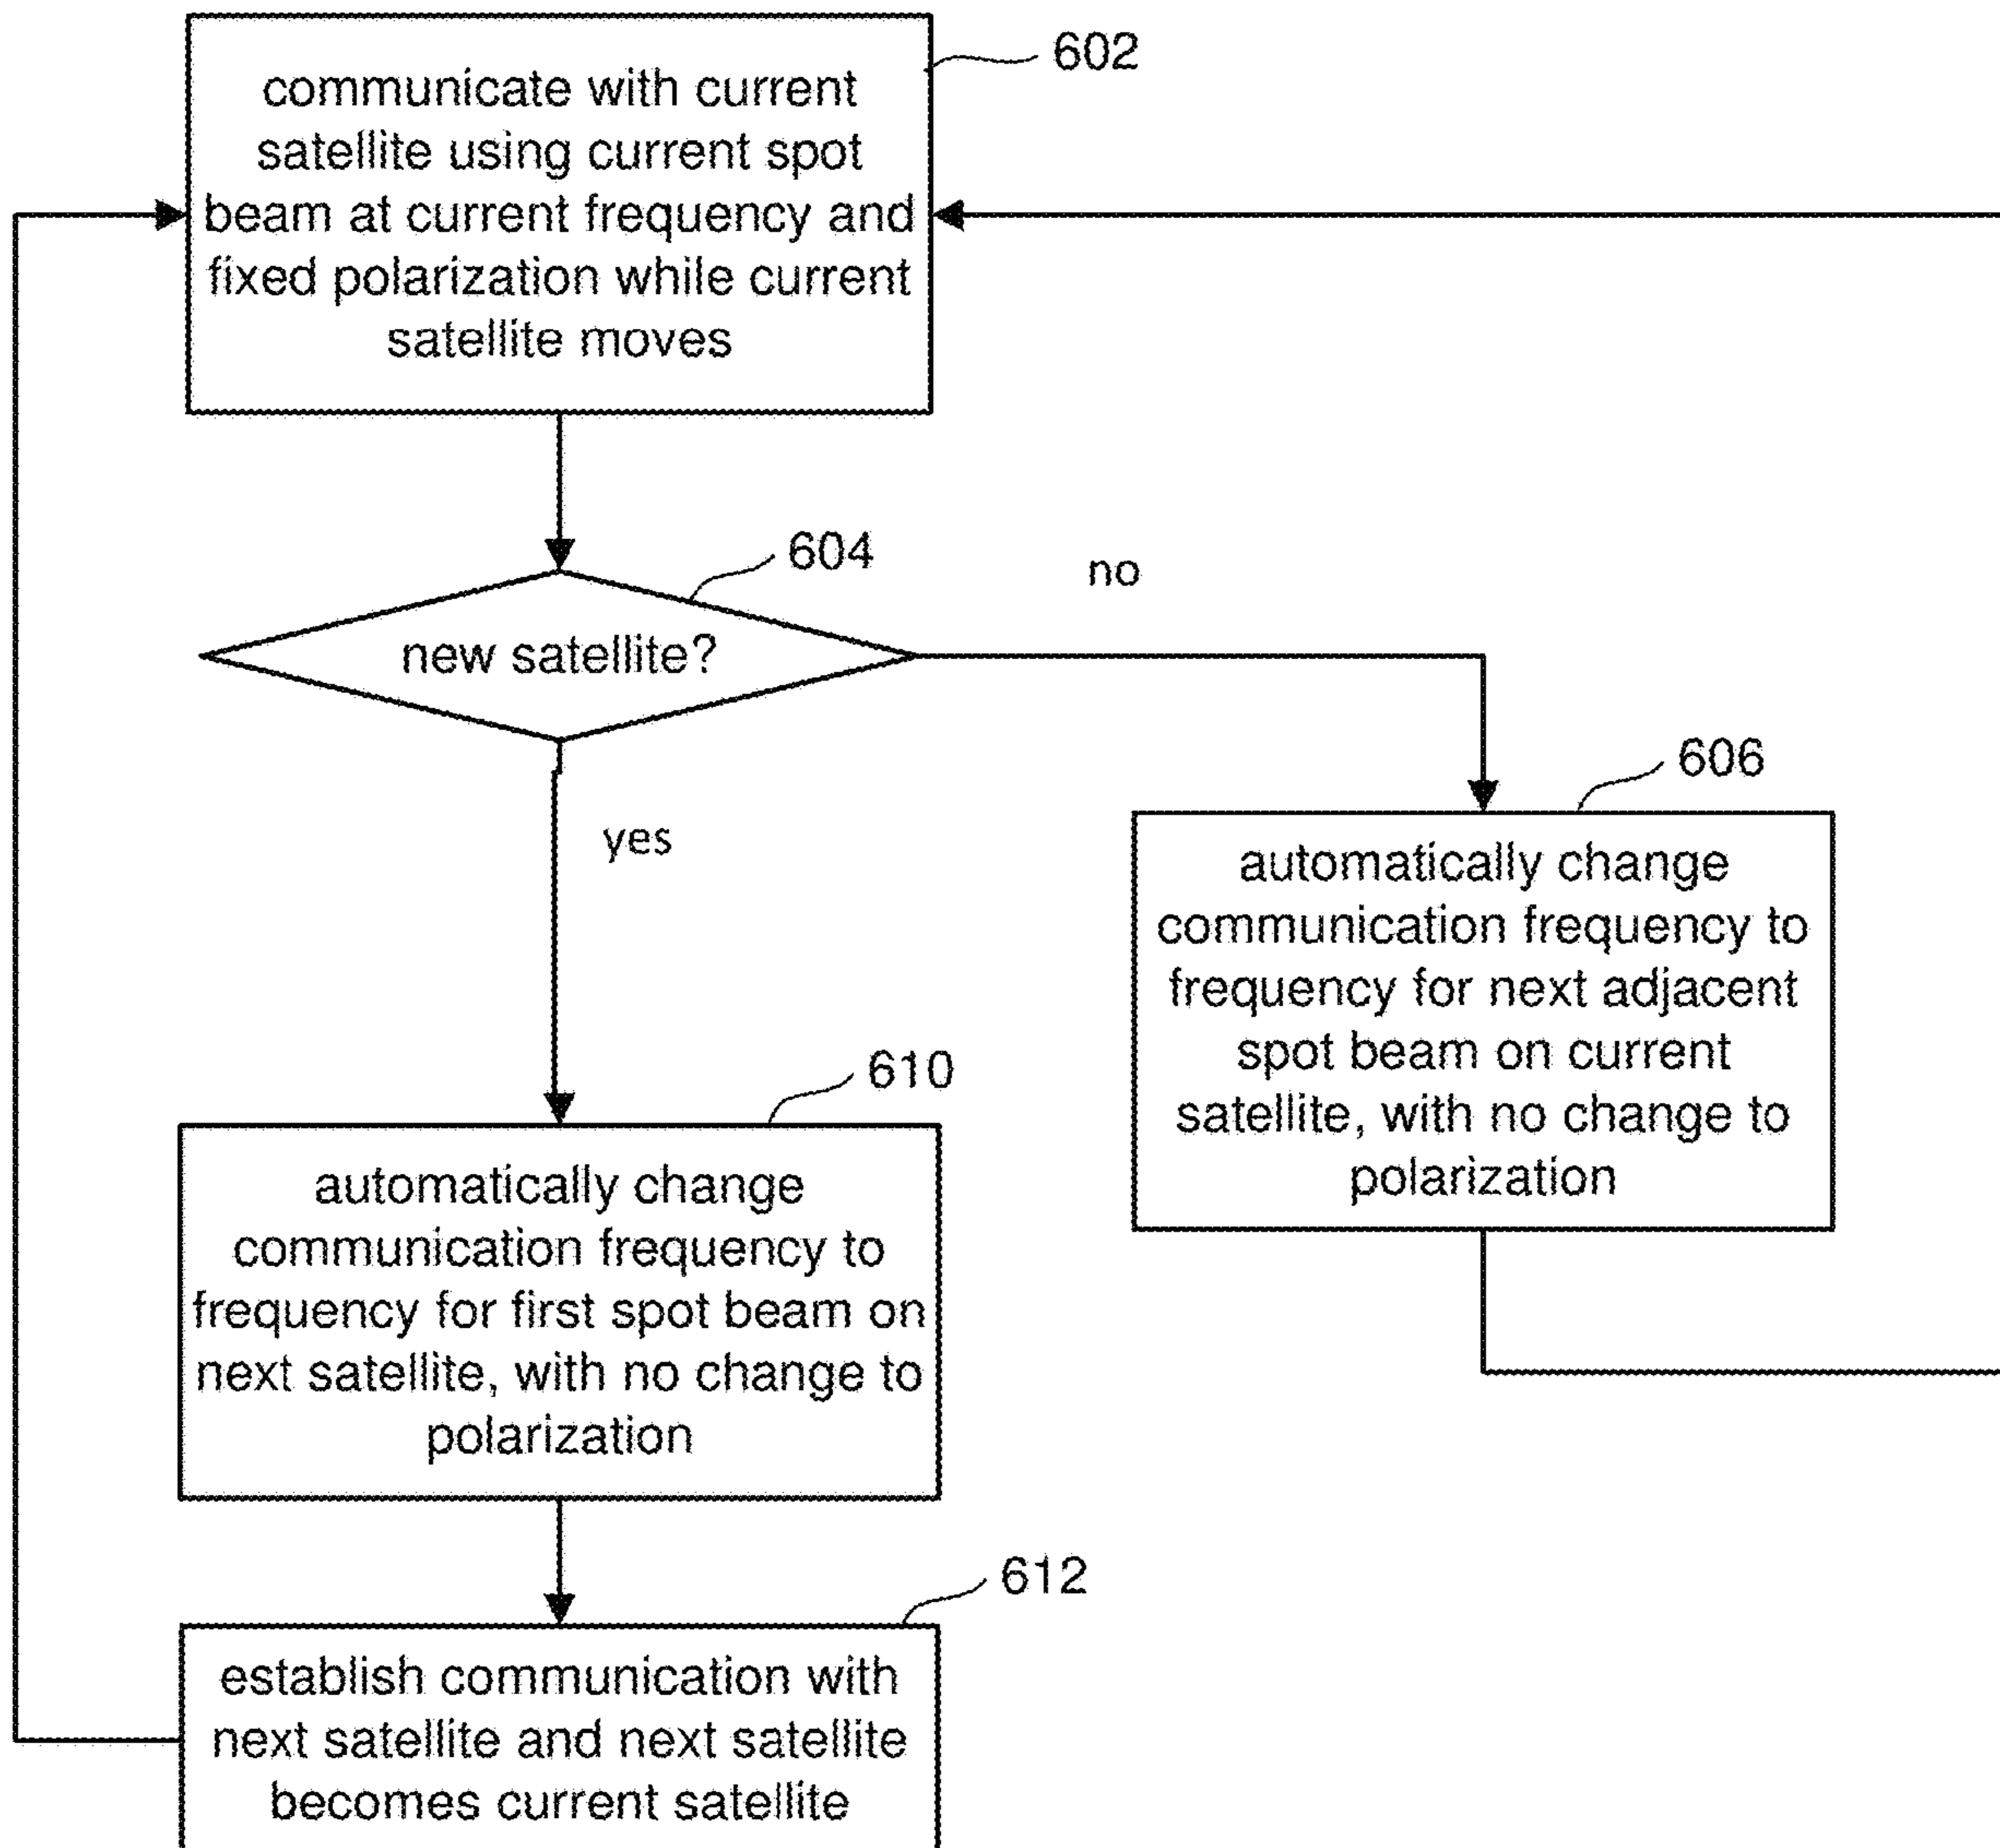 602
communicate with current
satellite using current spot
beam at current frequency and
fixed polarization while current
satellite moves
604
no
new satellite?
606
yes
automatically change
communication frequency to
frequency for next adjacent
spot beam on current
satellite, with no change to
polarization
610
automatically change
communication frequency to
frequency for first spot beam on
next satellite, with no change to
polarization
612
establish communication with
next satellite and next satellite
becomes current satellite